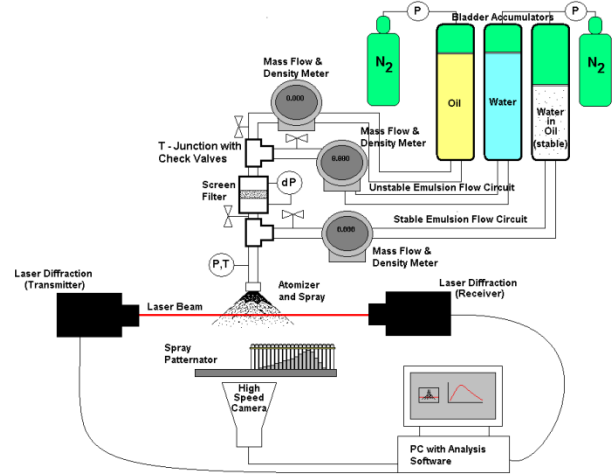 P
Bladder Accumulators
P
N2
N2
Mass Flow &
Density Meter
0.000
Oil
Water
Water
in
Oil
(stable)
Mass Flow &
Density Meter
0.000
T - Junction with
Check Valves
Screen
Filter
dP
Unstable Emulsion Flow Circuit
Stable Emulsion Flow Circuit
0.000
Mass Flow &
Density Meter
P,T
Laser Diffraction
(Transmitter)
Atomizer
and Spray
Laser Diffraction
(Receiver)
Laser Beam
Spray
Patternator
High
Speed
Camera
PC with Analysis
Software